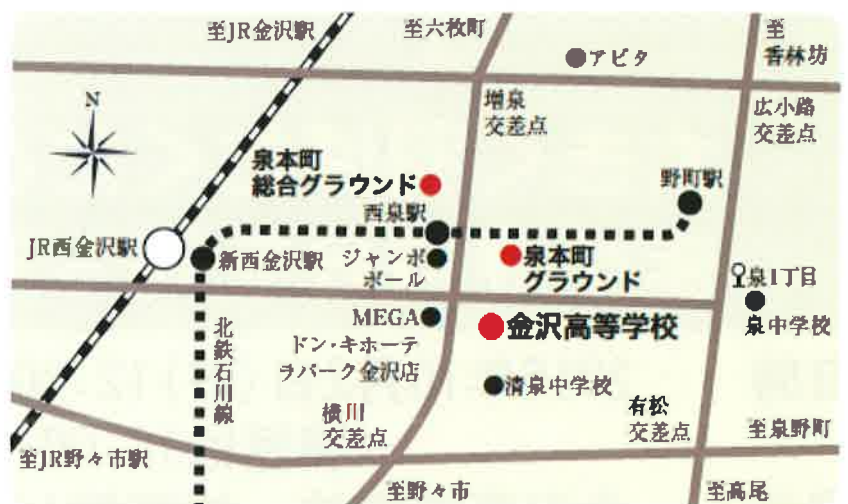 至JR金沢駅
至六枚町
至
香林坊
アピタ
N
増泉
交差点
広小路
交差点
泉本町
総合グラウンド
野町駅
西泉駅
JR西金沢駅
新西金沢駅
ジャンボ
ボール
泉本町
グラウンド
泉1丁目
泉中学校
MEGA
ドン・キホーテ
ラパーク金沢店
金沢高等学校
北鉄石川線
清泉中学校
横川
交差点
有松
交差点
至泉野町
至JR野々市駅
至野々市
至高尾